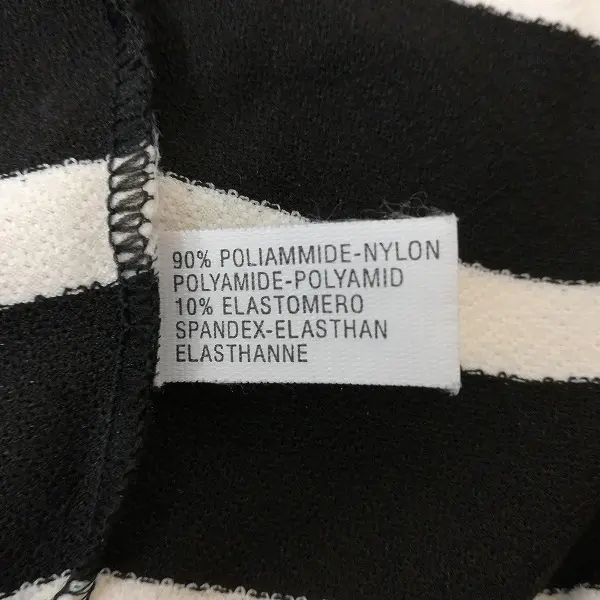 90% POLIAMMIDE-NYLON
POLYAMIDE-POLYAMID
10% ELASTOMERO
SPANDEX-ELASTHAN
ELASTHANNE